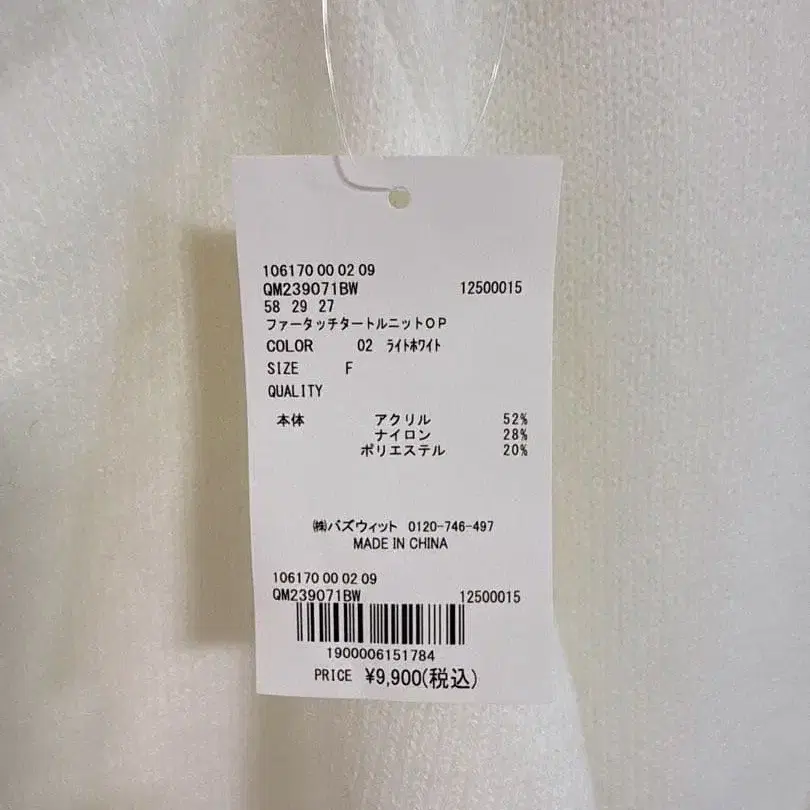 106170 00 02 09
QM239071BW 12500015
58 29 27
ファータッチタートルニットOP
COLOR 02 ﾗｲﾄﾎﾜｲﾄ
SIZE F
QUALITY
本体 アクリル 52%
ナイロン 28%
ポリエステル 20%
㈱バズウィット 0120-746-497
MADE IN CHINA
106170 00 02 09
QM239071BW 12500015
1900006151784
PRICE ¥9,900(税込)